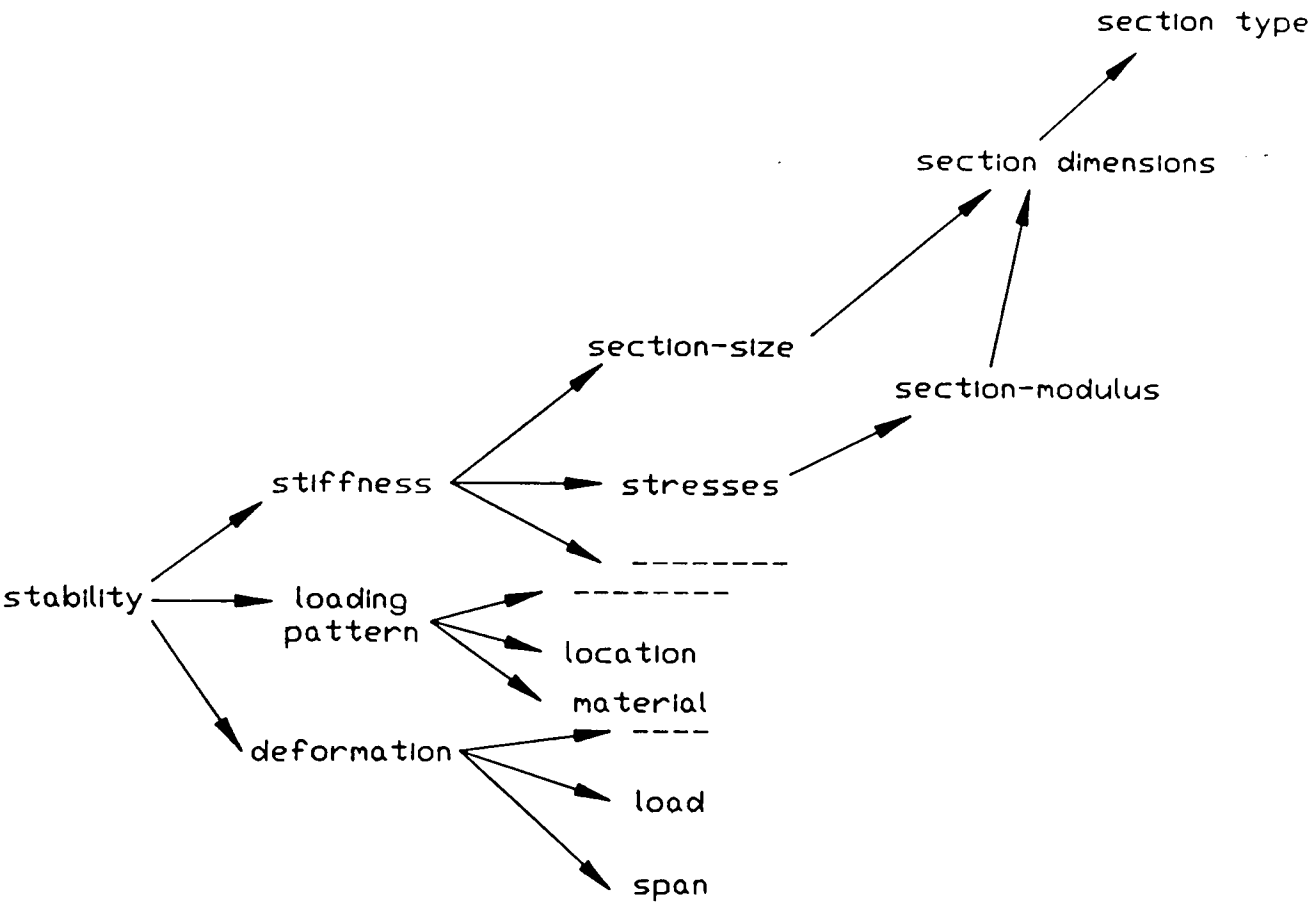 section type
section dimensions
section-size
section-modulus
stiffness
stresses
--------
stability
loading
pattern
--------
location
material
deformation
----
load
span